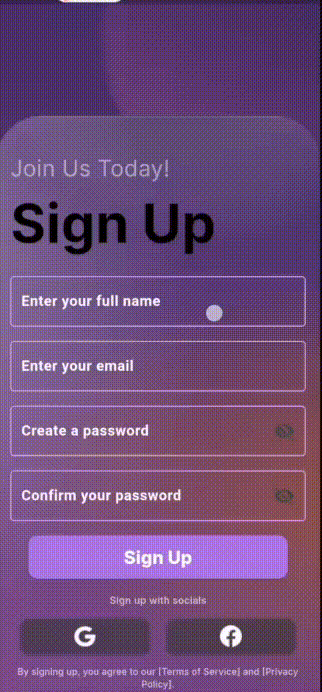 Join Us Today!
Sign Up
Enter your full name
Enter your email
Create a password
Confirm your password
Sign Up
Sign up with socials
By signing up, you agree to our [Terms of Service] and [Privacy
Policy].